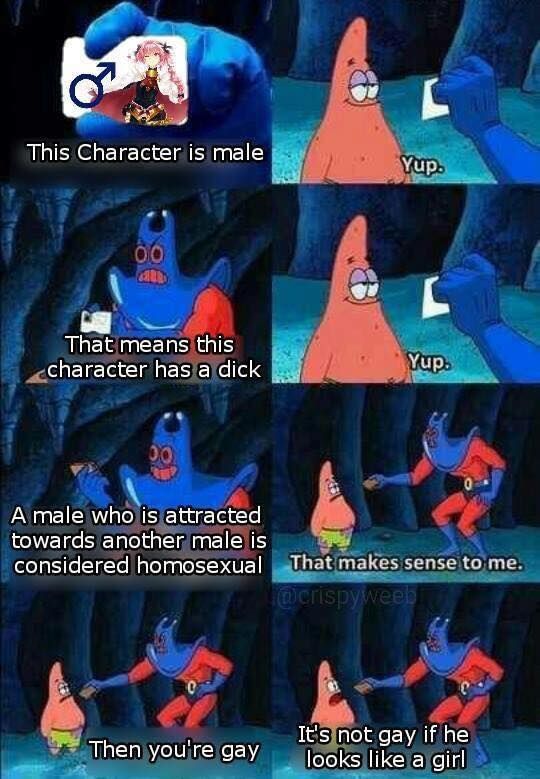 This Character is male
Yup.
That means this
character has a dick
Yup.
A male who is attracted
towards another male is
considered homosexual
That makes sense to me.
@crispyweeb
Then you're gay
It's not gay if he
looks like a girl